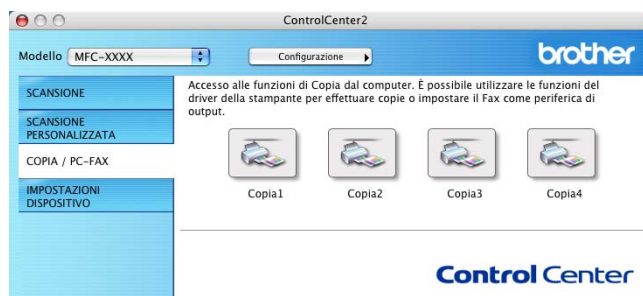 ControlCenter2
Modello MFC-XXXX Configurazione brother
SCANSIONE
SCANSIONE
PERSONALIZZATA
COPIA / PC-FAX
IMPOSTAZIONI
DISPOSITIVO
Accesso alle funzioni di Copia dal computer. È possibile utilizzare le funzioni del
driver della stampante per effettuare copie o impostare il Fax come periferica di
output.
Copia1 Copia2 Copia3 Copia4
Control Center